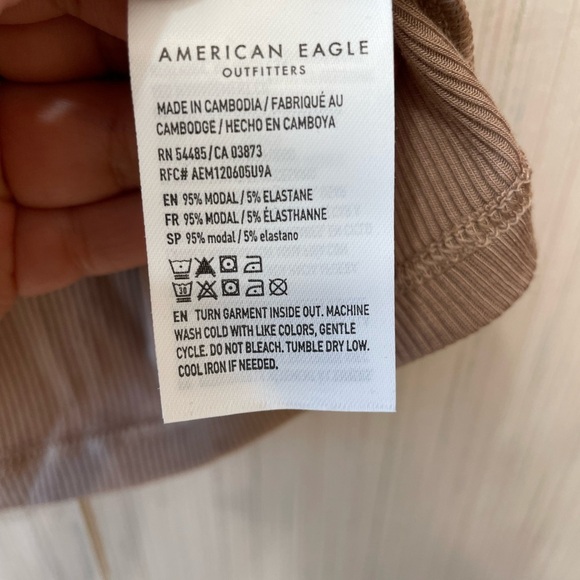 AMERICAN EAGLE
OUTFITTERS
MADE IN CAMBODIA / FABRIQUÉ AU
CAMBODGE / HECHO EN CAMBOYA
RN 54485/CA 03873
RFC# AEM120605U9A
EN 95% MODAL / 5% ELASTANE
FR 95% MODAL / 5% ÉLASTHANNE
SP 95% modal / 5% elastano
30
EN TURN GARMENT INSIDE OUT. MACHINE
WASH COLD WITH LIKE COLORS, GENTLE
CYCLE. DO NOT BLEACH. TUMBLE DRY LOW.
COOL IRON IF NEEDED.